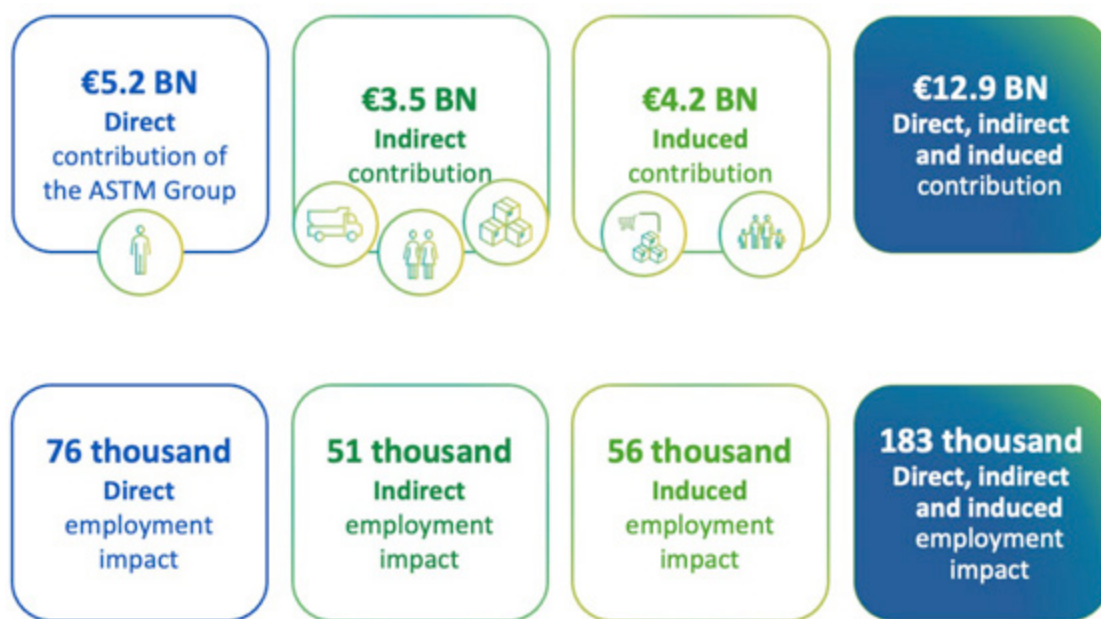 €5.2 BN
Direct
contribution of
the ASTM Group
€3.5 BN
Indirect
contribution
€4.2 BN
Induced
contribution
€12.9 BN
Direct, indirect
and induced
contribution
76 thousand
Direct
employment
impact
51 thousand
Indirect
employment
impact
56 thousand
Induced
employment
impact
183 thousand
Direct, indirect
and induced
employment
impact